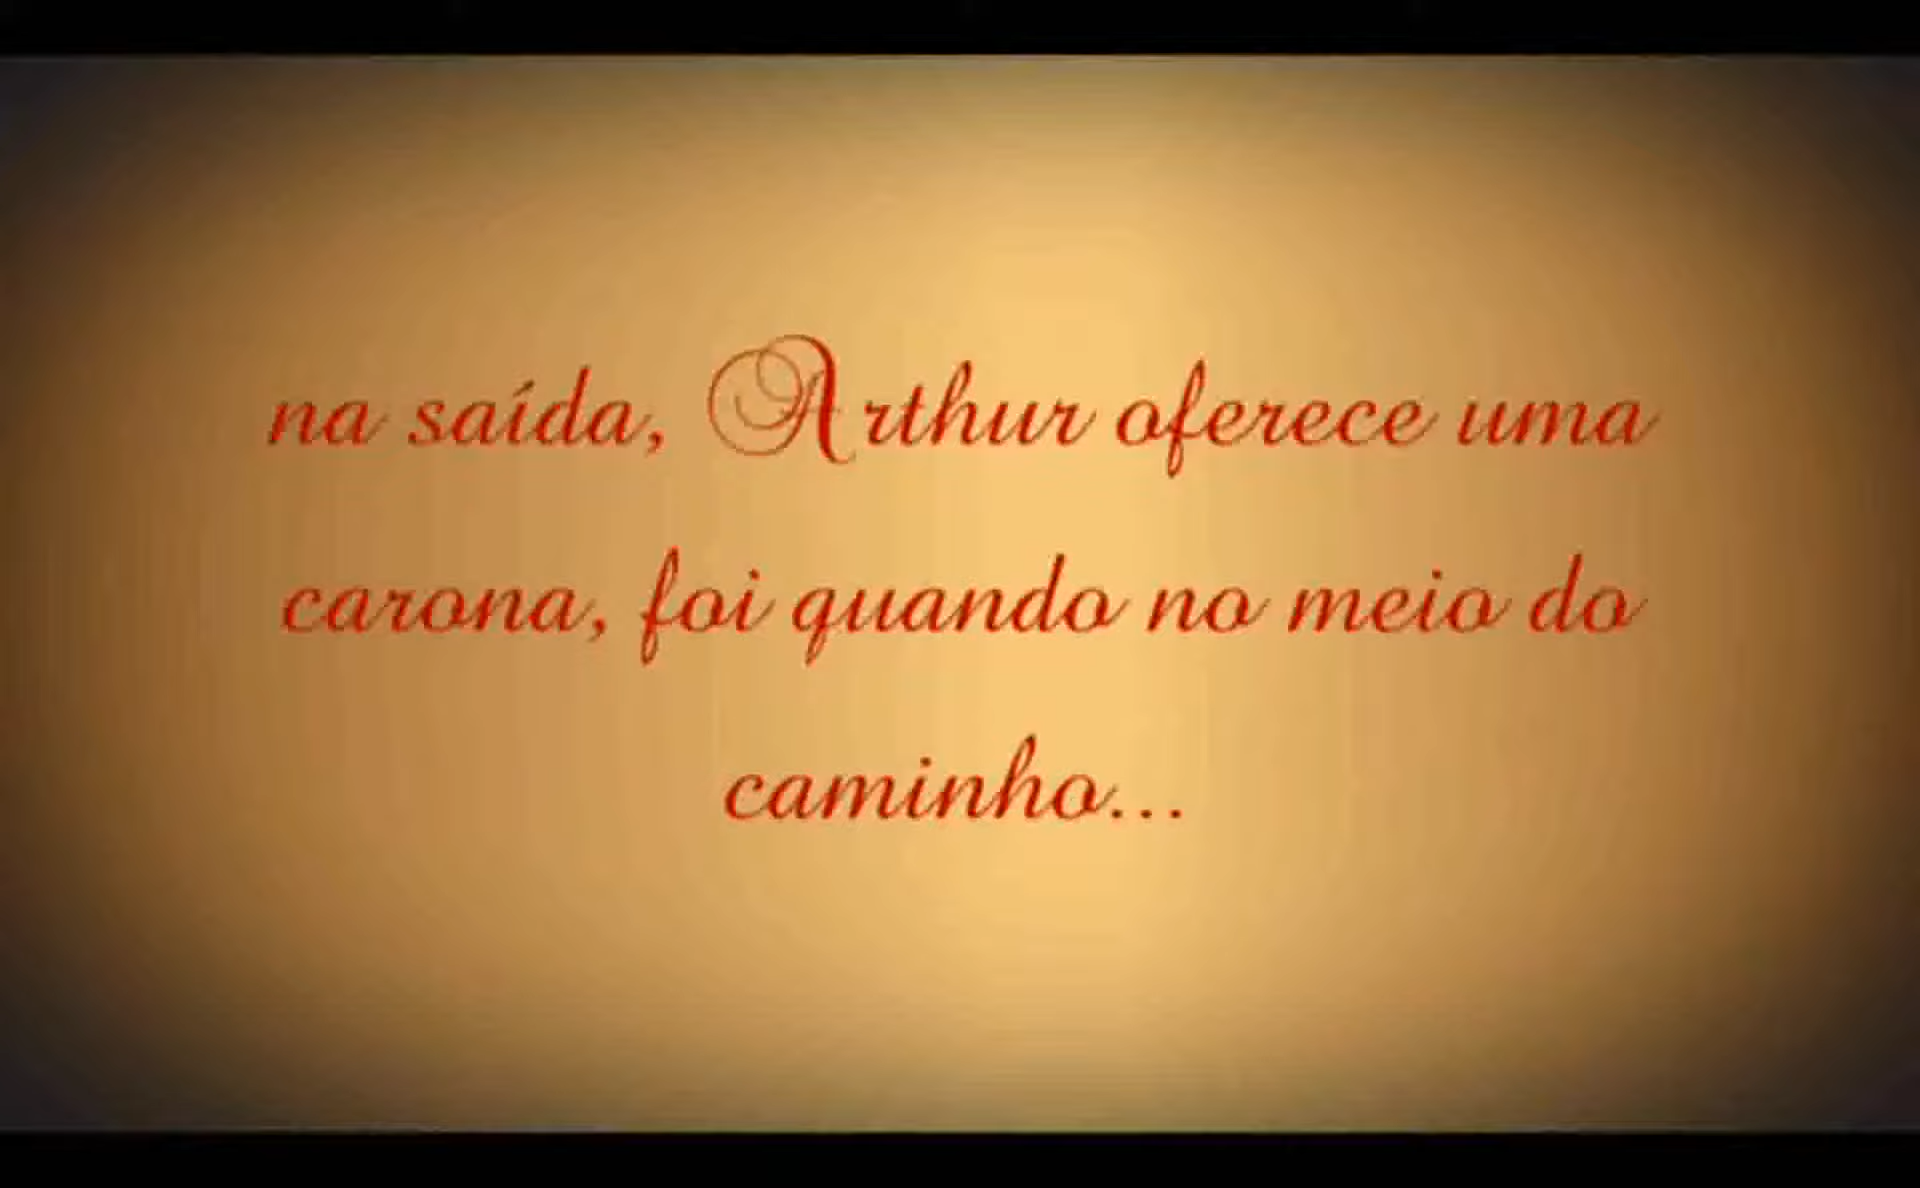 na saída, Arthur oferece uma
carona, foi quando no meio do
caminho...